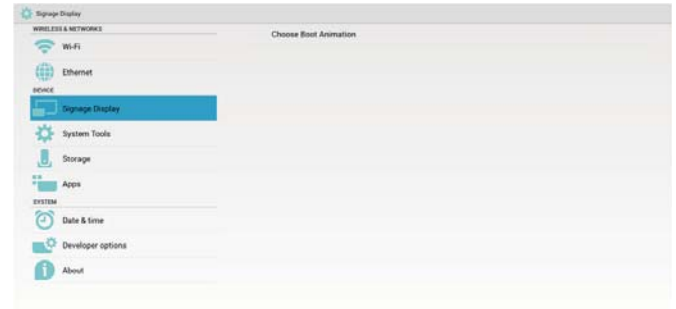 Signage Display
WIRELESS & NETWORKS
Choose Boot Animation
Wi-Fi
Ethernet
DEVICE
Signage Display
System Tools
Storage
Apps
SYSTEM
Date & time
Developer options
About